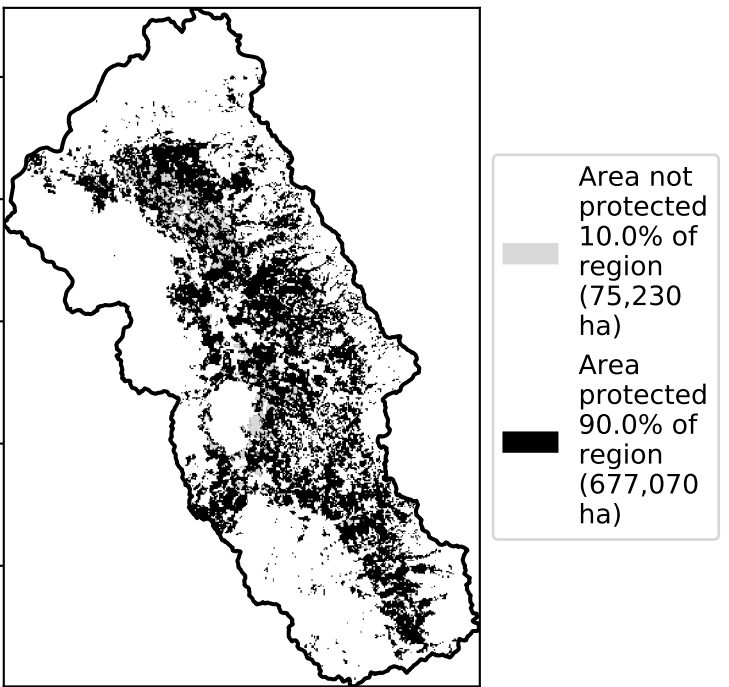 Area not
protected
10.0% of
region
(75,230
ha)
Area
protected
90.0% of
region
(677,070
ha)